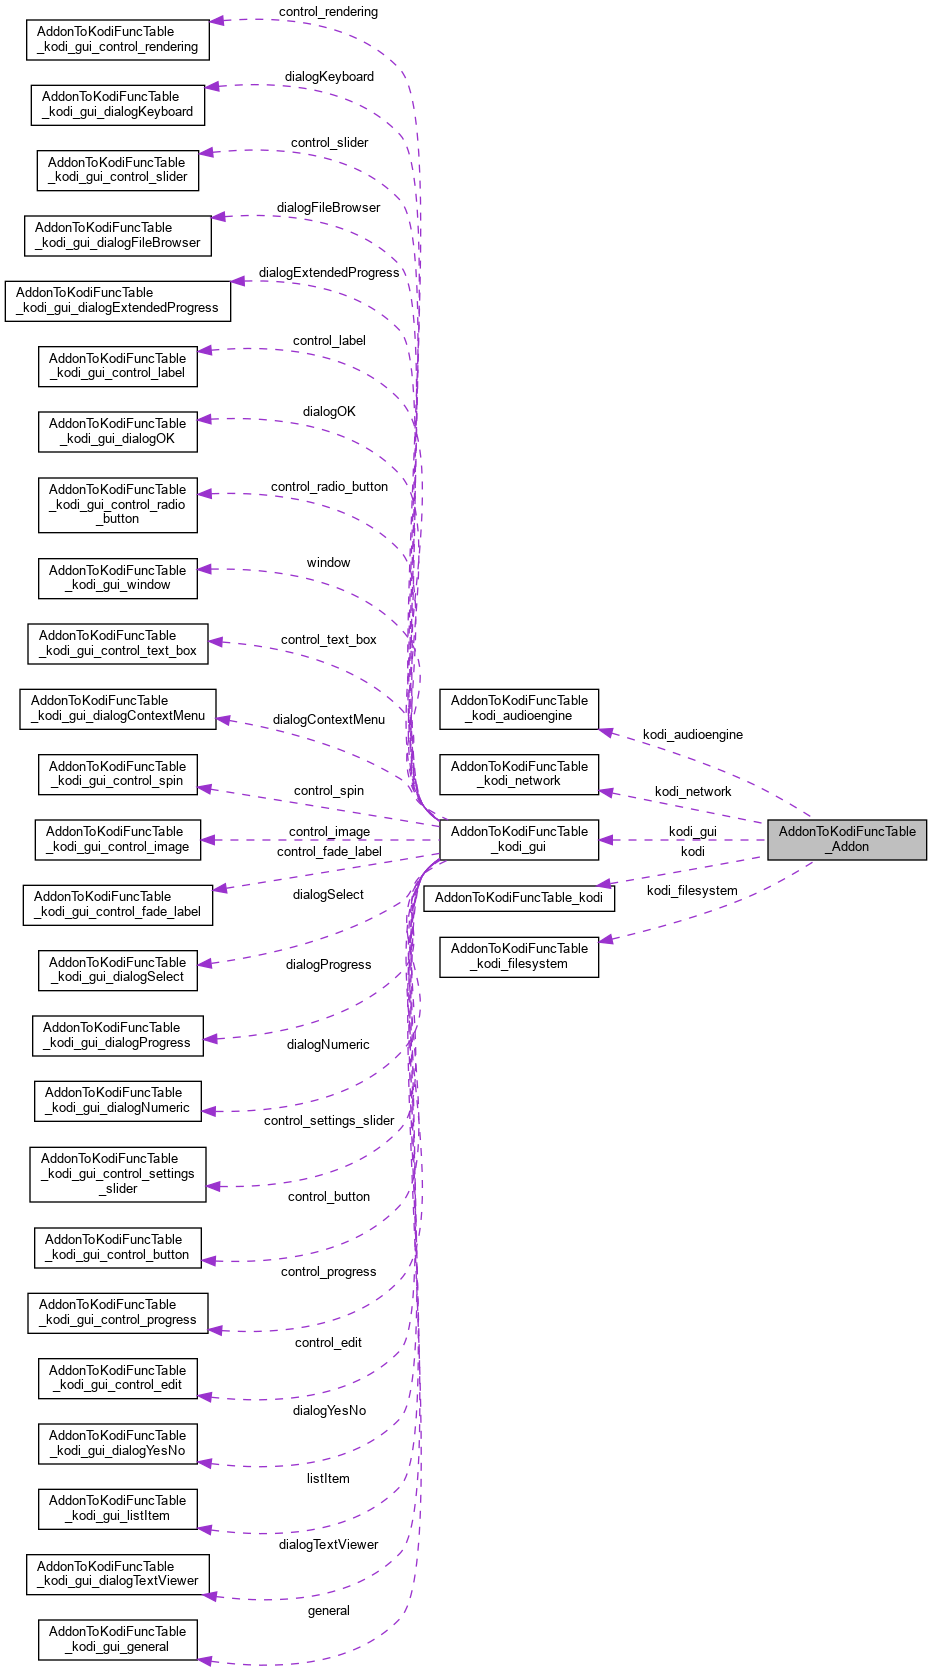 control_rendering
AddonToKodiFuncTable
_kodi_gui_control_rendering
dialogKeyboard
AddonToKodiFuncTable
_kodi_gui_dialogKeyboard
control_slider
AddonToKodiFuncTable
_kodi_gui_control_slider
dialogFileBrowser
AddonToKodiFuncTable
_kodi_gui_dialogFileBrowser
dialogExtendedProgress
AddonToKodiFuncTable
_kodi_gui_dialogExtendedProgress
control_label
AddonToKodiFuncTable
_kodi_gui_control_label
dialogOK
AddonToKodiFuncTable
_kodi_gui_dialogOK
control_radio_button
AddonToKodiFuncTable
_kodi_gui_control_radio
_button
window
AddonToKodiFuncTable
_kodi_gui_window
control_text_box
AddonToKodiFuncTable
_kodi_gui_control_text_box
dialogContextMenu
AddonToKodiFuncTable
_kodi_gui_dialogContextMenu
control_spin
AddonToKodiFuncTable
_kodi_gui_control_spin
control_image
AddonToKodiFuncTable
_kodi_gui_control_image
control_fade_label
AddonToKodiFuncTable
_kodi_gui_control_fade_label
dialogSelect
AddonToKodiFuncTable
_kodi_gui_dialogSelect
dialogProgress
AddonToKodiFuncTable
_kodi_gui_dialogProgress
dialogNumeric
AddonToKodiFuncTable
_kodi_gui_dialogNumeric
control_settings_slider
AddonToKodiFuncTable
_kodi_gui_control_settings
_slider
control_button
AddonToKodiFuncTable
_kodi_gui_control_button
control_progress
AddonToKodiFuncTable
_kodi_gui_control_progress
control_edit
AddonToKodiFuncTable
_kodi_gui_control_edit
dialogYesNo
AddonToKodiFuncTable
_kodi_gui_dialogYesNo
listItem
AddonToKodiFuncTable
_kodi_gui_listItem
dialogTextViewer
AddonToKodiFuncTable
_kodi_gui_dialogTextViewer
general
AddonToKodiFuncTable
_kodi_gui_general
AddonToKodiFuncTable
_kodi_audioengine
kodi_audioengine
AddonToKodiFuncTable
_kodi_network
kodi_network
AddonToKodiFuncTable
_kodi_gui
kodi_gui
kodi
AddonToKodiFuncTable_kodi
kodi_filesystem
AddonToKodiFuncTable
_kodi_filesystem
AddonToKodiFuncTable
_Addon